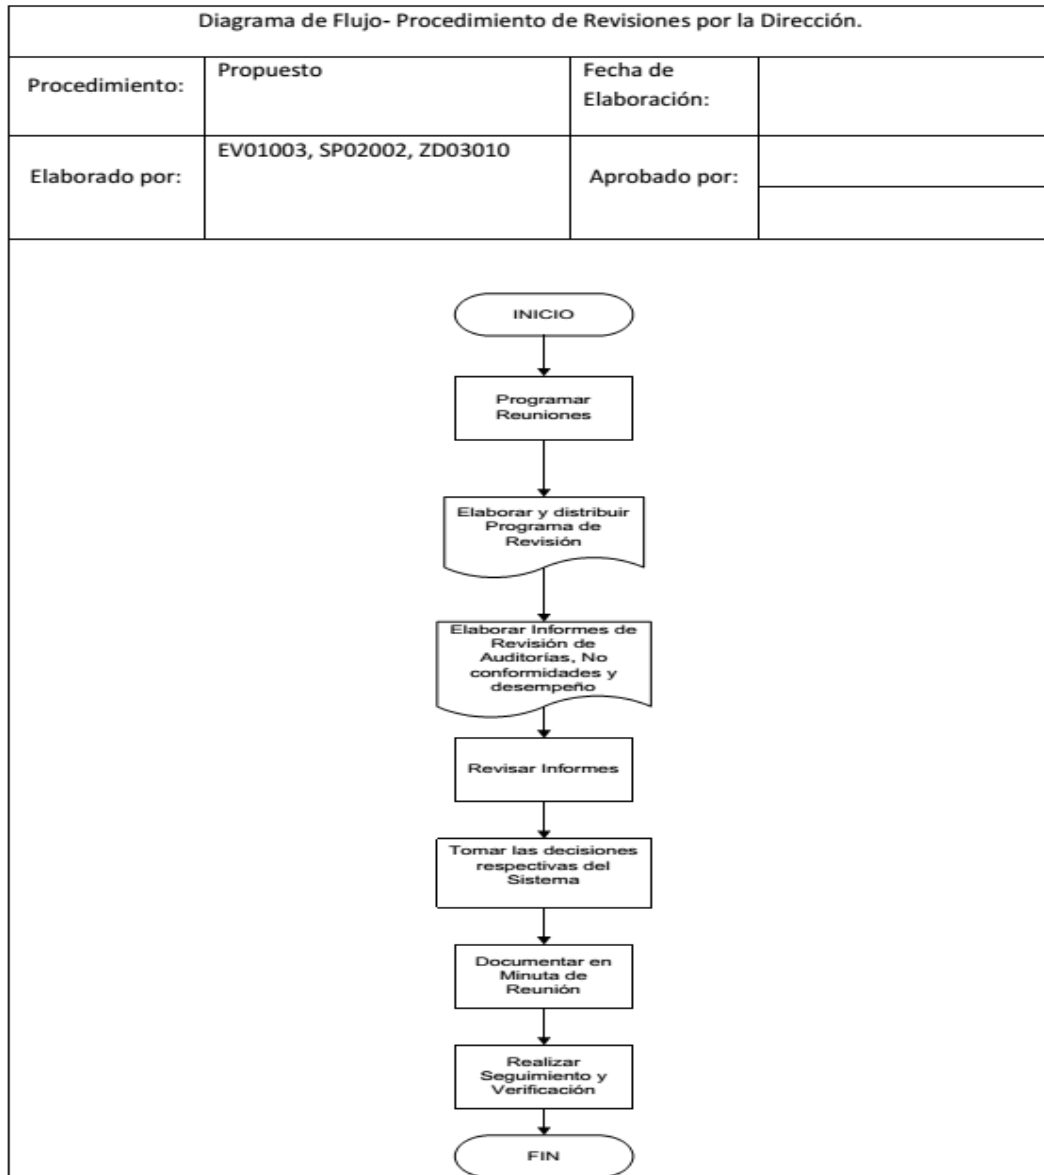 Diagrama de Flujo- Procedimiento de Revisiones por la Dirección.
Procedimiento:
Propuesto
Fecha de
Elaboración:
Elaborado por:
EV01003, SP02002, ZD03010
Aprobado por:
INICIO
Programar
Reuniones
Elaborar y distribuir
Programa de
Revisión
Elaborar Informes de
Revisión de
Auditorías, No
conformidades y
desempeño
Revisar Informes
Tomar las decisiones
respectivas del
Sistema
Documentar en
Minuta de
Reunión
Realizar
Seguimiento y
Verificación
FIN